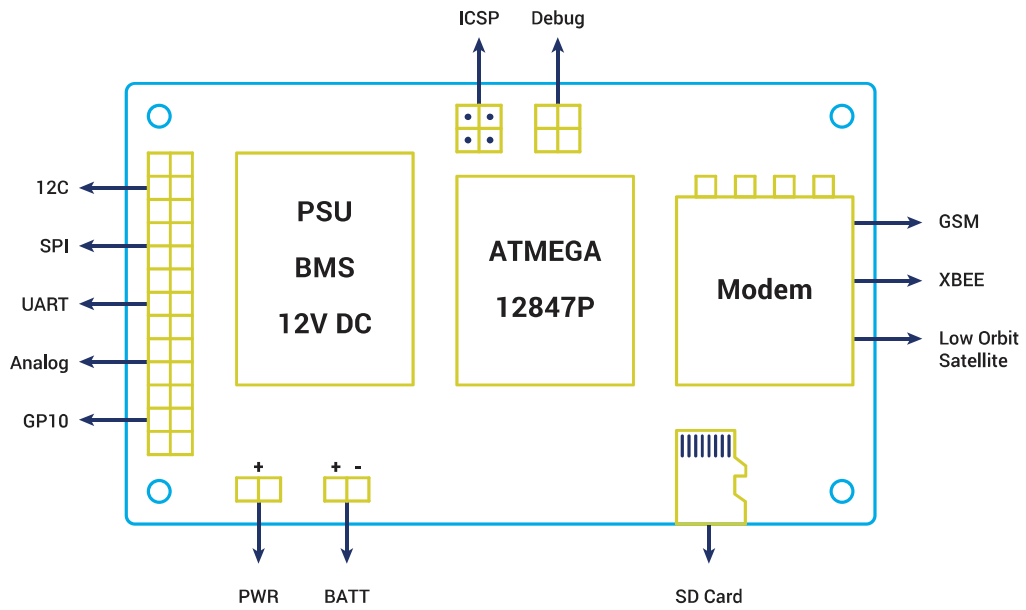 ICSP
Debug
12C
SPI
UART
Analog
GP10
PSU
BMS
12V DC
ATMEGA
12847P
Modem
GSM
XBEE
Low Orbit
Satellite
+
+ -
PWR
BATT
SD Card